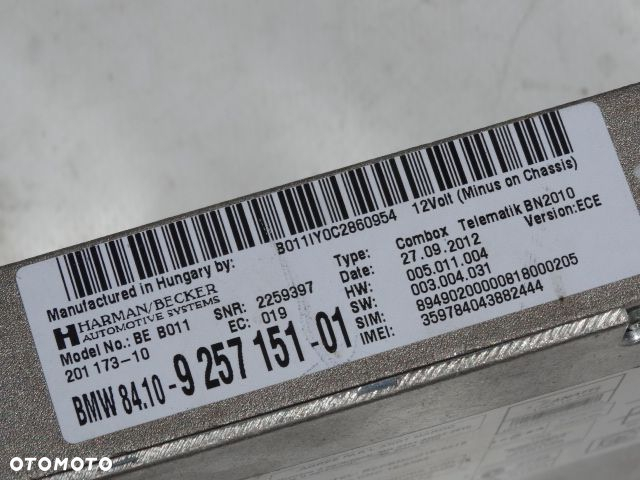 B011IY0C2860954
12Volt (Minus on Chassis)
Manufactured in Hungary by:
HARMAN/BECKER
AUTOMOTIVE SYSTEMS
Model No.: BE B011
201 173-10
SNR: 2259397
EC: 019
BMW 84.10-9 257 151-01
Type: Combox Telematik BN2010
Date: 27.09.2012 Version:ECE
HW: 005.011.004
SW: 003.004.031
SIM: 89490200000818000205
IMEI: 359784043882444
OTOMOTO